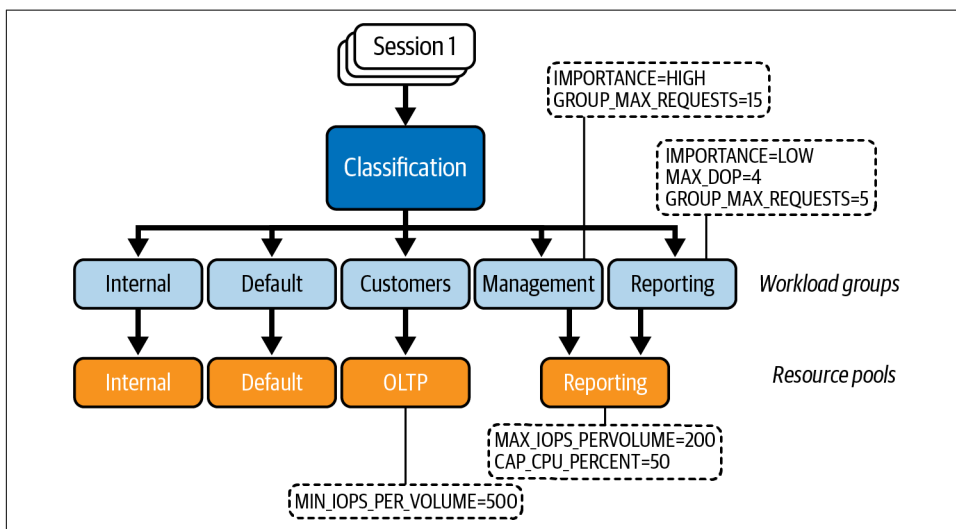 Session 1
IMPORTANCE=HIGH
GROUP_MAX_REQUESTS=15
Classification
IMPORTANCE=LOW
MAX_DOP=4
GROUP_MAX_REQUESTS=5
Internal
Default
Customers
Management
Reporting
Workload groups
Internal
Default
OLTP
Reporting
Resource pools
MAX_IOPS_PERVOLUME=200
CAP_CPU_PERCENT=50
MIN_IOPS_PER_VOLUME=500